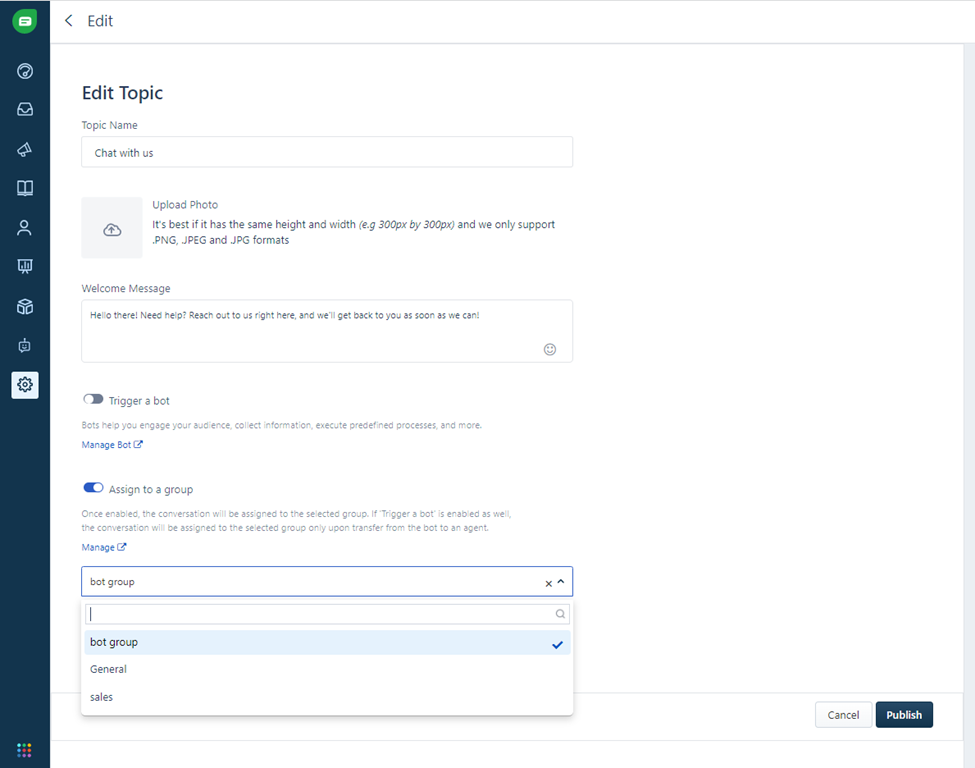 Edit
Edit Topic
Topic Name
Chat with us
Upload Photo
It's best if it has the same height and width (e.g 300px by 300px) and we only support
.PNG, .JPEG and .JPG formats
Welcome Message
Hello there! Need help? Reach out to us right here, and we'll get back to you as soon as we can!
Trigger a bot
Bots help you engage your audience, collect information, execute predefined processes, and more.
Manage Bot
Assign to a group
Once enabled, the conversation will be assigned to the selected group. If 'Trigger a bot' is enabled as well,
the conversation will be assigned to the selected group only upon transfer from the bot to an agent.
Manage
bot group
bot group
General
sales
Cancel
Publish